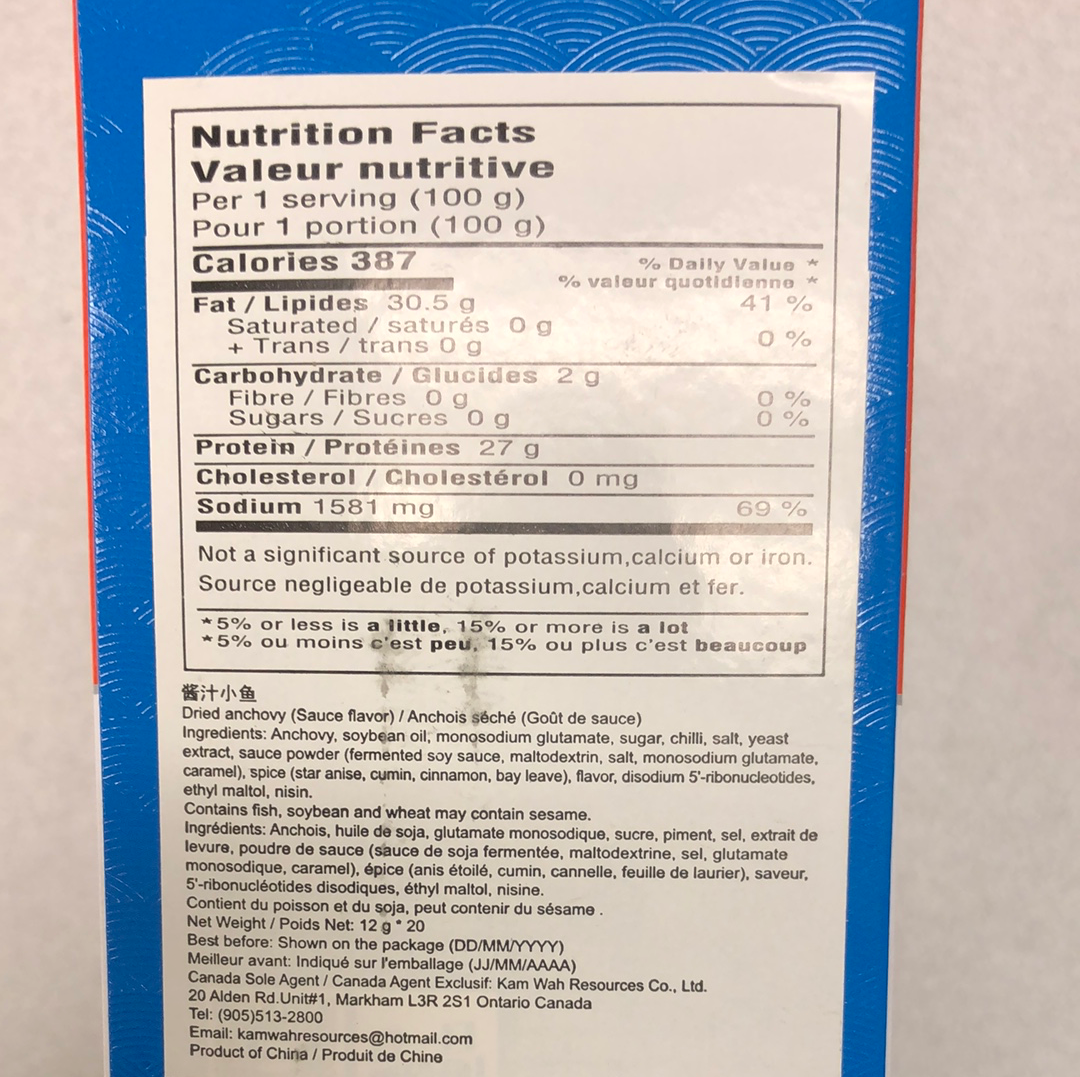 Nutrition Facts
Valeur nutritive
Per 1 serving (100 g)
Pour 1 portion (100 g)
Calories 387
% Daily Value *
% valeur quotidienne *
Fat / Lipides 30.5 g 41 %
Saturated / saturés 0 g
+ Trans / trans 0 g 0 %
Carbohydrate / Glucides 2 g
Fibre / Fibres 0 g 0 %
Sugars / Sucres 0 g 0 %
Protein / Protéines 27 g
Cholesterol / Cholestérol 0 mg
Sodium 1581 mg 69 %
Not a significant source of potassium,calcium or iron.
Source negligeable de potassium,calcium et fer.
*5% or less is a little, 15% or more is a lot
*5% ou moins c'est peu, 15% ou plus c'est beaucoup
酱汁小鱼
Dried anchovy (Sauce flavor) / Anchois séché (Goût de sauce)
Ingredients: Anchovy, soybean oil, monosodium glutamate, sugar, chilli, salt, yeast
extract, sauce powder (fermented soy sauce, maltodextrin, salt, monosodium glutamate,
caramel), spice (star anise, cumin, cinnamon, bay leave), flavor, disodium 5'-ribonucleotides,
ethyl maltol, nisin.
Contains fish, soybean and wheat may contain sesame.
Ingrédients: Anchois, huile de soja, glutamate monosodique, sucre, piment, sel, extrait de
levure, poudre de sauce (sauce de soja fermentée, maltodextrine, sel, glutamate
monosodique, caramel), épice (anis étoilé, cumin, cannelle, feuille de laurier), saveur,
5'-ribonucléotides disodiques, éthyl maltol, nisine.
Contient du poisson et du soja, peut contenir du sésame .
Net Weight / Poids Net: 12 g * 20
Best before: Shown on the package (DD/MM/YYYY)
Meilleur avant: Indiqué sur l'emballage (JJ/MM/AAAA)
Canada Sole Agent / Canada Agent Exclusif: Kam Wah Resources Co., Ltd.
20 Alden Rd.Unit#1, Markham L3R 2S1 Ontario Canada
Tel: (905)513-2800
Email: kamwahresources@hotmail.com
Product of China / Produit de Chine